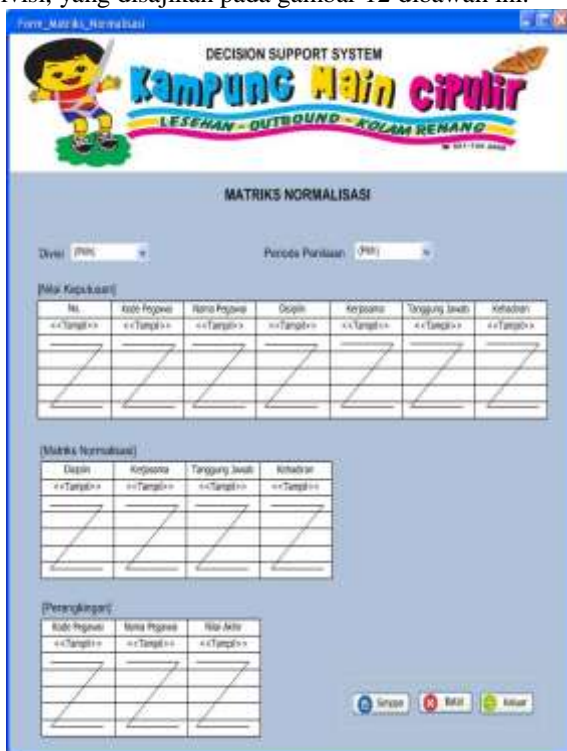 visi, yang disajikan pada gambar 12 dibawah ini.
Form_Matriks_Normalisasi
DECISION SUPPORT SYSTEM
KAMPUNG MAIN CIPULIR
LESEHAN - OUTBOUND - KOLAM RENANG
MATRIKS NORMALISASI
Divisi (Pilih) Periode Penilaian (Pilih)
[Nilai Keputusan]
No. Kode Pegawai Nama Pegawai Disiplin Kerjasama Tanggung Jawab Kehadiran
<<Tampil>> <<Tampil>> <<Tampil>> <<Tampil>> <<Tampil>> <<Tampil>> <<Tampil>>
[Matriks Normalisasi]
Disiplin Kerjasama Tanggung Jawab Kehadiran
<<Tampil>> <<Tampil>> <<Tampil>> <<Tampil>>
[Perangkingan]
Kode Pegawai Nama Pegawai Nilai Akhir
<<Tampil>> <<Tampil>> <<Tampil>>
Simpan Batal Keluar